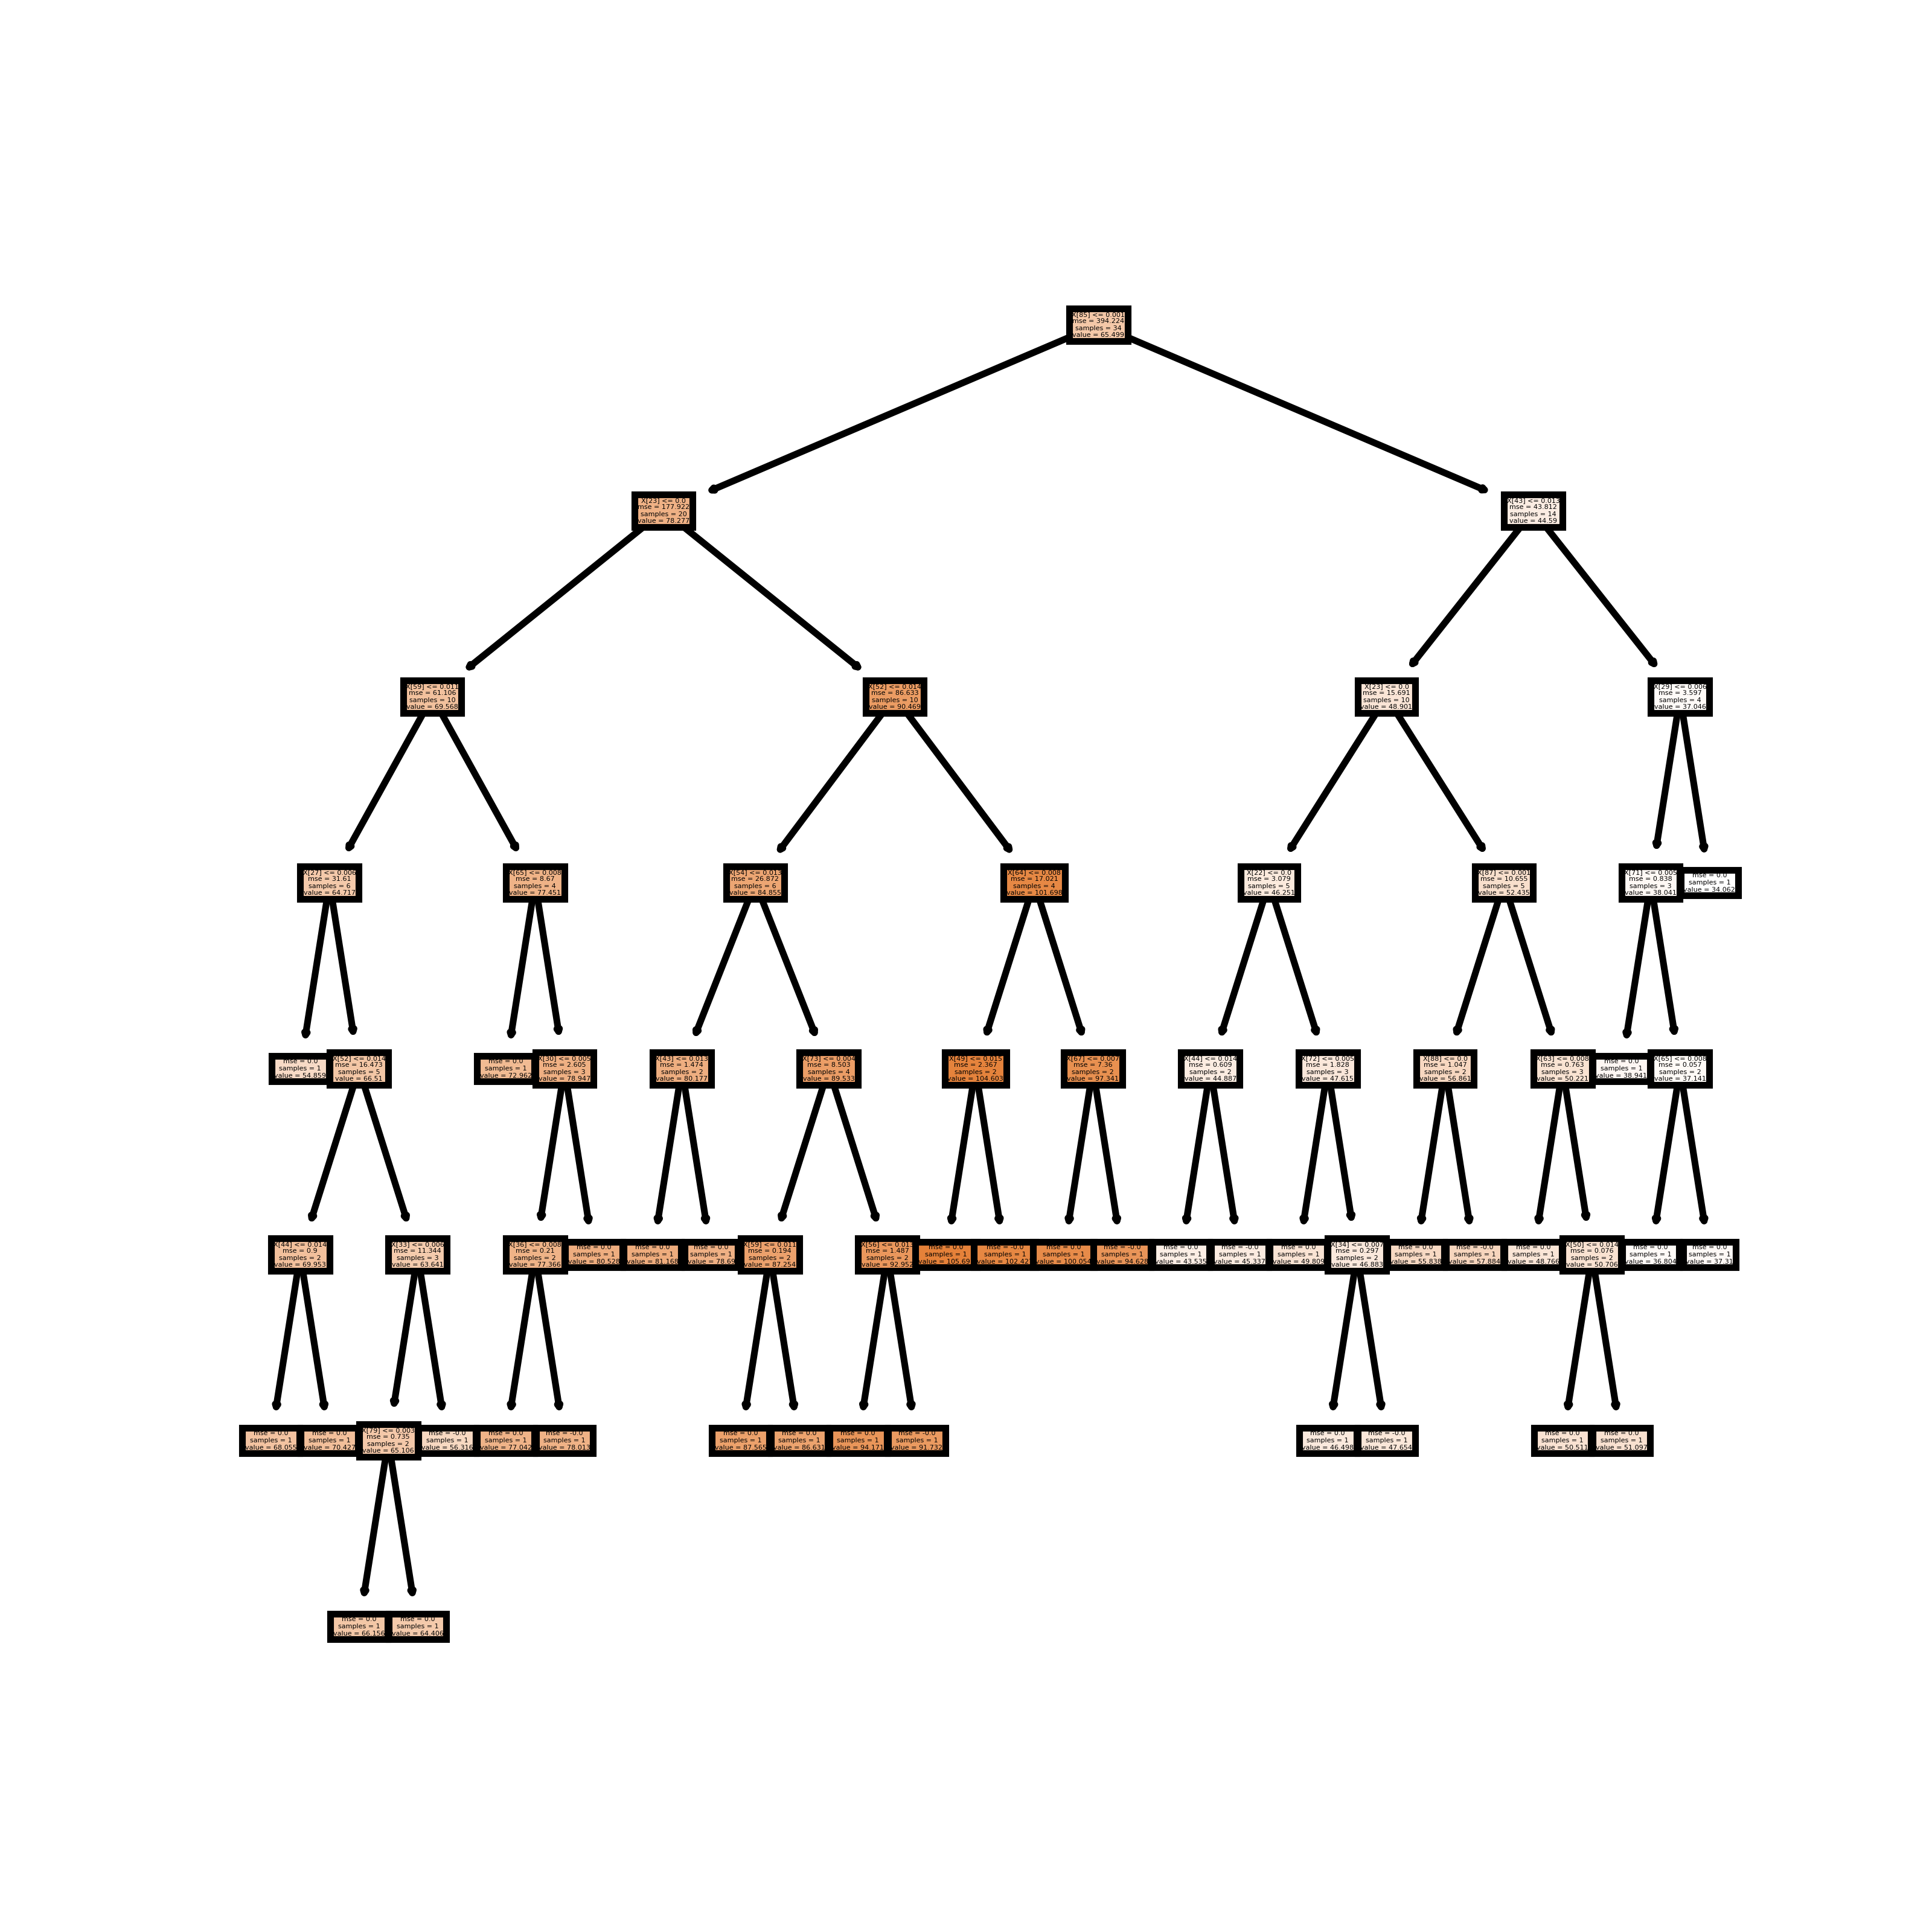 X[85] <= 0.001
mse = 394.224
samples = 34
value = 65.499
X[23] <= 0.0
mse = 177.922
samples = 20
value = 78.277
X[43] <= 0.013
mse = 43.812
samples = 14
value = 44.59
X[59] <= 0.011
mse = 61.106
samples = 10
value = 69.568
X[52] <= 0.014
mse = 86.633
samples = 10
value = 90.469
X[23] <= 0.0
mse = 15.691
samples = 10
value = 48.901
X[29] <= 0.006
mse = 3.597
samples = 4
value = 37.046
X[27] <= 0.006
mse = 31.61
samples = 6
value = 64.717
X[65] <= 0.008
mse = 8.67
samples = 4
value = 77.451
X[54] <= 0.013
mse = 26.872
samples = 6
value = 84.855
X[64] <= 0.008
mse = 17.021
samples = 4
value = 101.698
X[22] <= 0.0
mse = 3.079
samples = 5
value = 46.251
X[87] <= 0.001
mse = 10.655
samples = 5
value = 52.435
X[71] <= 0.005
mse = 0.838
samples = 3
value = 38.041
mse = 0.0
samples = 1
value = 34.062
mse = 0.0
samples = 1
value = 54.859
X[52] <= 0.014
mse = 16.473
samples = 5
value = 66.51
mse = 0.0
samples = 1
value = 72.962
X[30] <= 0.005
mse = 2.605
samples = 3
value = 78.947
X[43] <= 0.013
mse = 1.474
samples = 2
value = 80.177
X[73] <= 0.004
mse = 8.503
samples = 4
value = 89.533
X[49] <= 0.015
mse = 2.367
samples = 2
value = 104.603
X[67] <= 0.007
mse = 7.36
samples = 2
value = 97.341
X[44] <= 0.014
mse = 0.609
samples = 2
value = 44.887
X[72] <= 0.005
mse = 1.828
samples = 3
value = 47.615
X[88] <= 0.0
mse = 1.047
samples = 2
value = 56.861
X[63] <= 0.008
mse = 0.763
samples = 3
value = 50.221
mse = 0.0
samples = 1
value = 38.941
X[65] <= 0.008
mse = 0.057
samples = 2
value = 37.141
X[44] <= 0.014
mse = 0.9
samples = 2
value = 69.953
X[33] <= 0.006
mse = 11.344
samples = 3
value = 63.641
X[36] <= 0.008
mse = 0.21
samples = 2
value = 77.366
mse = 0.0
samples = 1
value = 80.528
mse = 0.0
samples = 1
value = 81.168
mse = 0.0
samples = 1
value = 78.69
X[59] <= 0.011
mse = 0.194
samples = 2
value = 87.254
X[56] <= 0.01
mse = 1.487
samples = 2
value = 92.952
mse = 0.0
samples = 1
value = 105.69
mse = -0.0
samples = 1
value = 102.42
mse = 0.0
samples = 1
value = 100.054
mse = -0.0
samples = 1
value = 94.628
mse = 0.0
samples = 1
value = 43.535
mse = -0.0
samples = 1
value = 45.337
mse = 0.0
samples = 1
value = 49.809
X[34] <= 0.007
mse = 0.297
samples = 2
value = 46.883
mse = 0.0
samples = 1
value = 55.838
mse = -0.0
samples = 1
value = 57.884
mse = 0.0
samples = 1
value = 48.766
X[50] <= 0.014
mse = 0.076
samples = 2
value = 50.706
mse = 0.0
samples = 1
value = 36.804
mse = 0.0
samples = 1
value = 37.31
mse = 0.0
samples = 1
value = 68.055
mse = 0.0
samples = 1
value = 70.427
X[79] <= 0.003
mse = 0.735
samples = 2
value = 65.106
mse = -0.0
samples = 1
value = 56.316
mse = 0.0
samples = 1
value = 77.042
mse = -0.0
samples = 1
value = 78.013
mse = 0.0
samples = 1
value = 87.565
mse = 0.0
samples = 1
value = 86.631
mse = 0.0
samples = 1
value = 94.171
mse = -0.0
samples = 1
value = 91.732
mse = 0.0
samples = 1
value = 46.498
mse = -0.0
samples = 1
value = 47.654
mse = 0.0
samples = 1
value = 50.511
mse = 0.0
samples = 1
value = 51.097
mse = 0.0
samples = 1
value = 66.156
mse = 0.0
samples = 1
value = 64.406